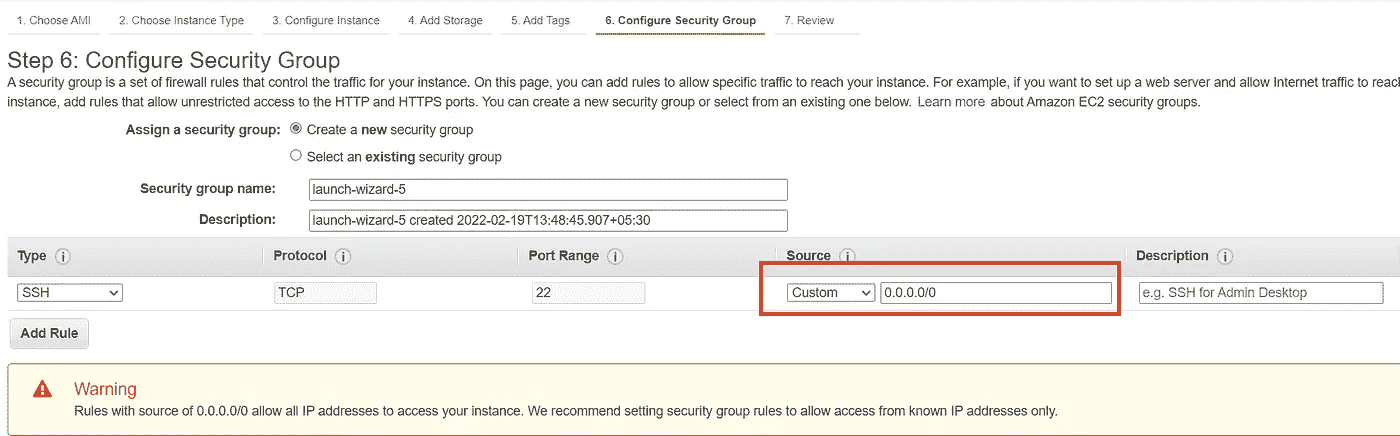 1. Choose AMI 2. Choose Instance Type 3. Configure Instance 4. Add Storage 5. Add Tags 6. Configure Security Group 7. Review
Step 6: Configure Security Group
A security group is a set of firewall rules that control the traffic for your instance. On this page, you can add rules to allow specific traffic to reach your instance. For example, if you want to set up a web server and allow Internet traffic to reach
instance, add rules that allow unrestricted access to the HTTP and HTTPS ports. You can create a new security group or select from an existing one below. Learn more about Amazon EC2 security groups.
Assign a security group: Create a new security group
Select an existing security group
Security group name: launch-wizard-5
Description: launch-wizard-5 created 2022-02-19T13:48:45.907+05:30
Type Protocol Port Range Source Description
SSH TCP 22 Custom 0.0.0.0/0 e.g. SSH for Admin Desktop
Add Rule
Warning
Rules with source of 0.0.0.0/0 allow all IP addresses to access your instance. We recommend setting security group rules to allow access from known IP addresses only.